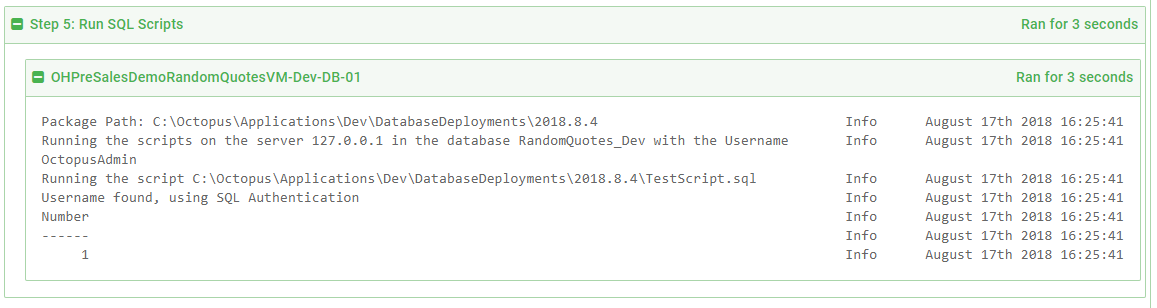 Step 5: Run SQL Scripts Ran for 3 seconds
OHPreSalesDemoRandomQuotesVM-Dev-DB-01 Ran for 3 seconds
Package Path: C:\Octopus\Applications\Dev\DatabaseDeployments\2018.8.4 Info August 17th 2018 16:25:41
Running the scripts on the server 127.0.0.1 in the database RandomQuotes_Dev with the Username Info August 17th 2018 16:25:41
OctopusAdmin
Running the script C:\Octopus\Applications\Dev\DatabaseDeployments\2018.8.4\TestScript.sql Info August 17th 2018 16:25:41
Username found, using SQL Authentication Info August 17th 2018 16:25:41
Number Info August 17th 2018 16:25:41
------ Info August 17th 2018 16:25:41
1 Info August 17th 2018 16:25:41